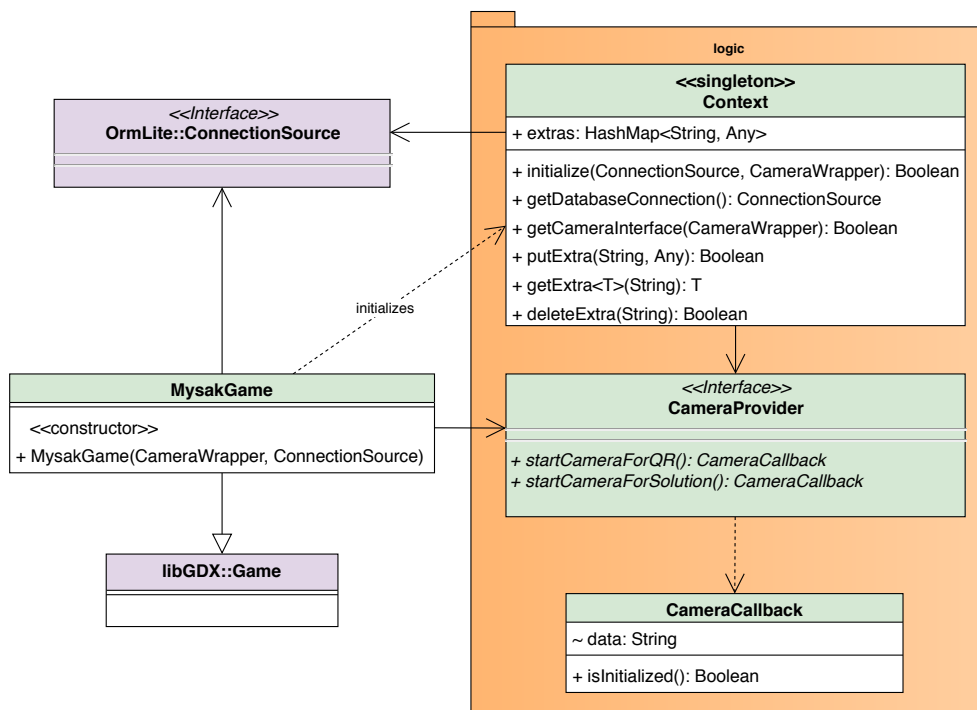 logic
<<singleton>>
Context
+ extras: HashMap<String, Any>
+ initialize(ConnectionSource, CameraWrapper): Boolean
+ getDatabaseConnection(): ConnectionSource
+ getCameraInterface(CameraWrapper): Boolean
+ putExtra(String, Any): Boolean
+ getExtra<T>(String): T
+ deleteExtra(String): Boolean
<<Interface>>
OrmLite::ConnectionSource
initializes
MysakGame
<<constructor>>
+ MysakGame(CameraWrapper, ConnectionSource)
<<Interface>>
CameraProvider
+ startCameraForQR(): CameraCallback
+ startCameraForSolution(): CameraCallback
libGDX::Game
CameraCallback
~ data: String
+ isInitialized(): Boolean